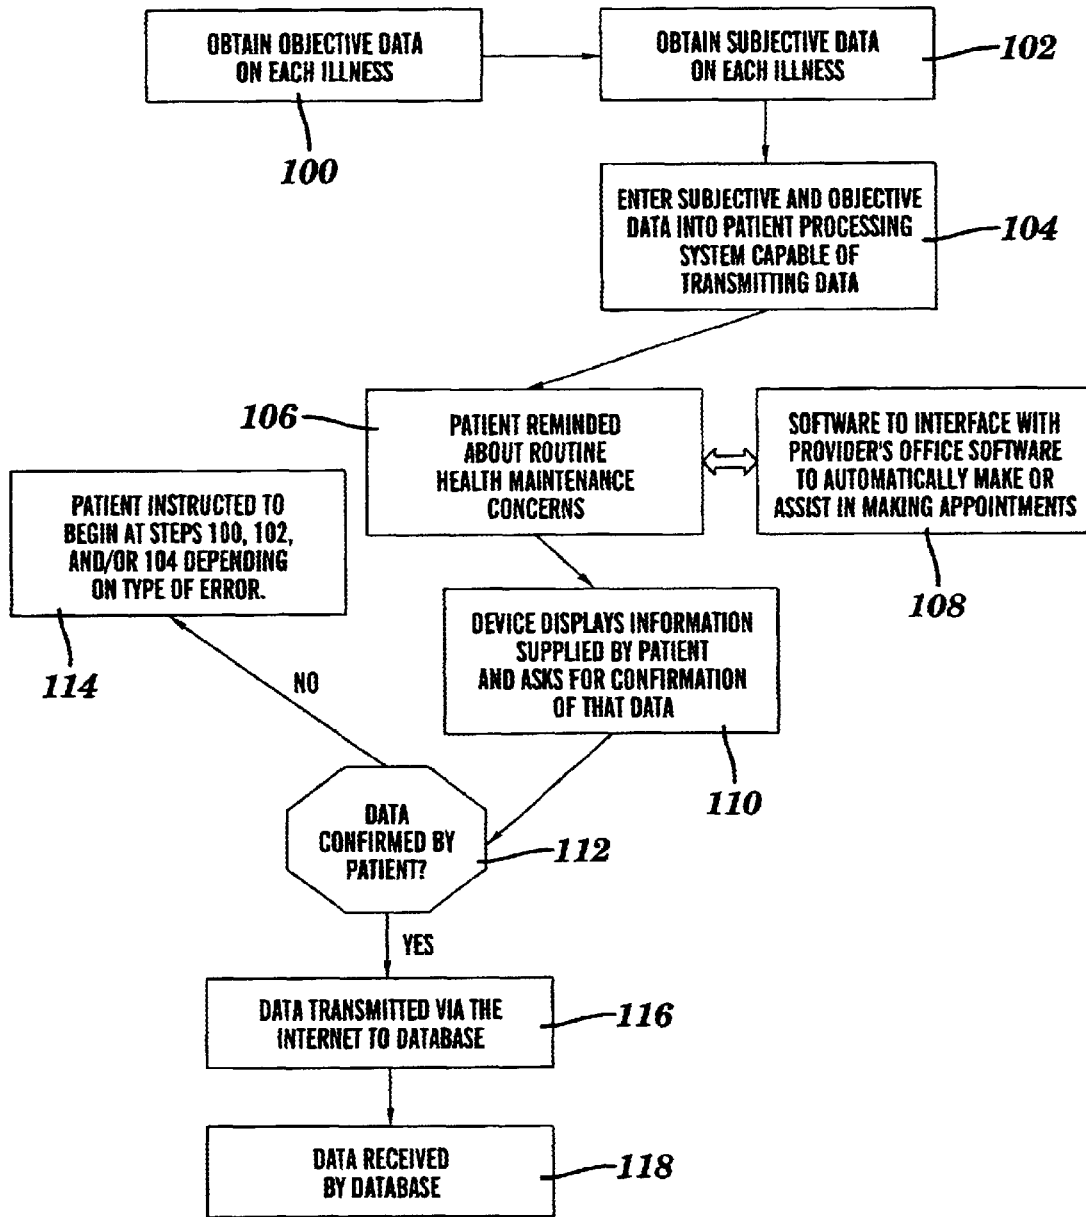 OBTAIN OBJECTIVE DATA
ON EACH ILLNESS
100
OBTAIN SUBJECTIVE DATA
ON EACH ILLNESS
102
ENTER SUBJECTIVE AND OBJECTIVE
DATA INTO PATIENT PROCESSING
SYSTEM CAPABLE OF
TRANSMITTING DATA
104
106
PATIENT REMINDED
ABOUT ROUTINE
HEALTH MAINTENANCE
CONCERNS
SOFTWARE TO INTERFACE WITH
PROVIDER'S OFFICE SOFTWARE
TO AUTOMATICALLY MAKE OR
ASSIST IN MAKING APPOINTMENTS
108
PATIENT INSTRUCTED TO
BEGIN AT STEPS 100, 102,
AND/OR 104 DEPENDING
ON TYPE OF ERROR.
114
NO
DEVICE DISPLAYS INFORMATION
SUPPLIED BY PATIENT
AND ASKS FOR CONFIRMATION
OF THAT DATA
110
DATA
CONFIRMED BY
PATIENT?
112
YES
DATA TRANSMITTED VIA THE
INTERNET TO DATABASE
116
DATA RECEIVED
BY DATABASE
118